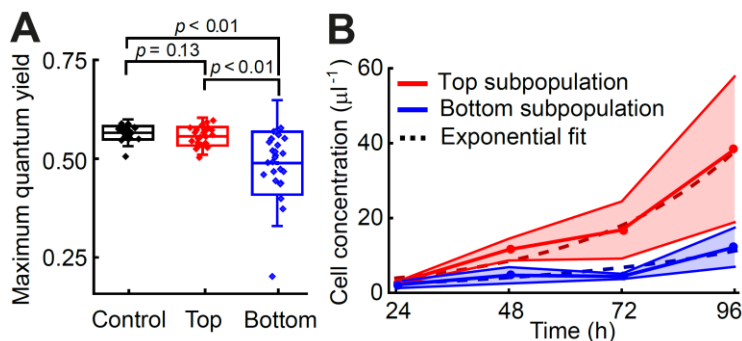 A
p < 0.01
p = 0.13
p < 0.01
Maximum quantum yield
0.75
0.50
0.25
Control
Top
Bottom
B
Cell concentration (μl⁻¹)
60
40
20
0
Top subpopulation
Bottom subpopulation
Exponential fit
24
48
72
96
Time (h)